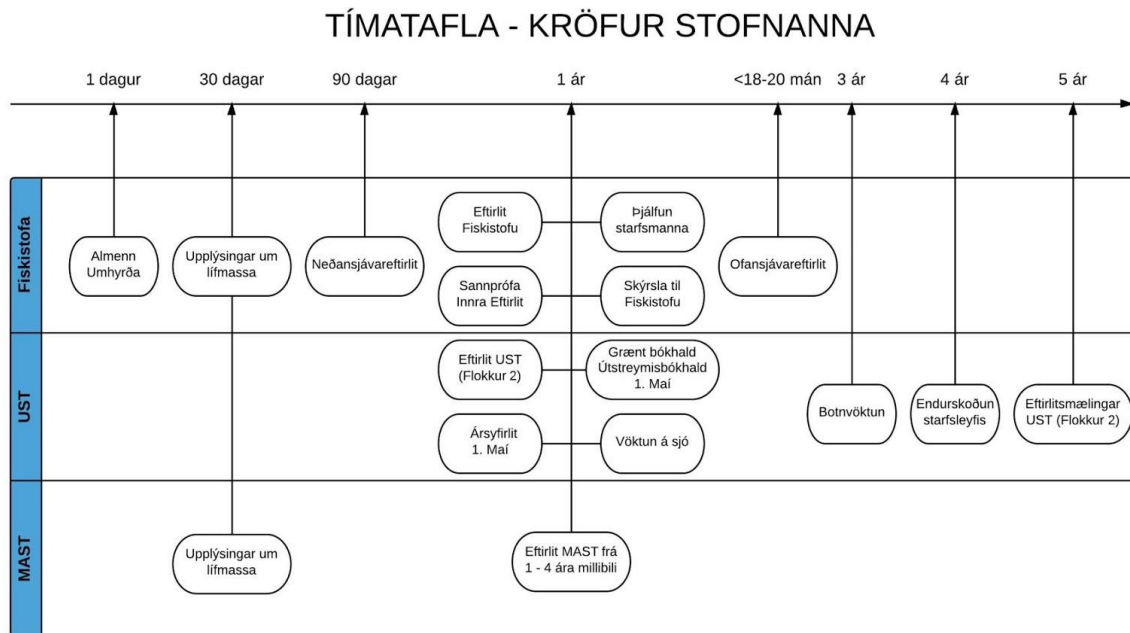 TÍMATAFLA - KRÖFUR STOFNANNA
1 dagur
30 dagar
90 dagar
1 ár
<18-20 mán
3 ár
4 ár
5 ár
Fiskistofa
Almenn
Umhyrða
Upplýsingar um
lífmassa
Neðansjávareftirlit
Eftirlit
Fiskistofu
Þjálfun
starfsmanna
Sannprófa
Innra Eftirlit
Skýrsla til
Fiskistofu
Ofansjávareftirlit
UST
Eftirlit UST
(Flokkur 2)
Grænt bókhald
Útstreymisbókhald
1. Maí
Ársyfirlit
1. Maí
Vöktun á sjó
Botnvöktun
Endurskoðun
starfsleyfis
Eftirlitsmælingar
UST (Flokkur 2)
MAST
Upplýsingar um
lífmassa
Eftirlit MAST frá
1 - 4 ára millibili